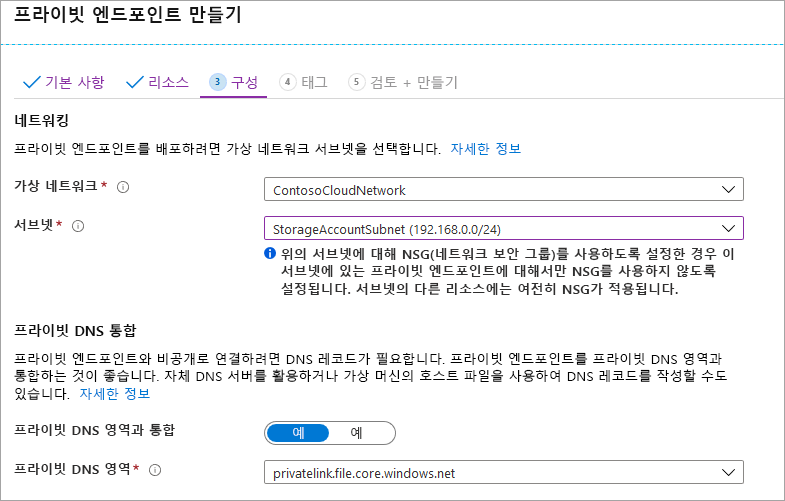 프라이빗 엔드포인트 만들기
기본 사항 리소스 3 구성 4 태그 5 검토 + 만들기
네트워킹
프라이빗 엔드포인트를 배포하려면 가상 네트워크 서브넷을 선택합니다. 자세한 정보
가상 네트워크*
ContosoCloudNetwork
서브넷*
StorageAccountSubnet (192.168.0.0/24)
위의 서브넷에 대해 NSG(네트워크 보안 그룹)를 사용하도록 설정한 경우 이
서브넷에 있는 프라이빗 엔드포인트에 대해서만 NSG를 사용하지 않도록
설정됩니다. 서브넷의 다른 리소스에는 여전히 NSG가 적용됩니다.
프라이빗 DNS 통합
프라이빗 엔드포인트와 비공개로 연결하려면 DNS 레코드가 필요합니다. 프라이빗 엔드포인트를 프라이빗 DNS 영역과
통합하는 것이 좋습니다. 자체 DNS 서버를 활용하거나 가상 머신의 호스트 파일을 사용하여 DNS 레코드를 작성할 수도
있습니다. 자세한 정보
프라이빗 DNS 영역과 통합
예 예
프라이빗 DNS 영역*
privatelink.file.core.windows.net